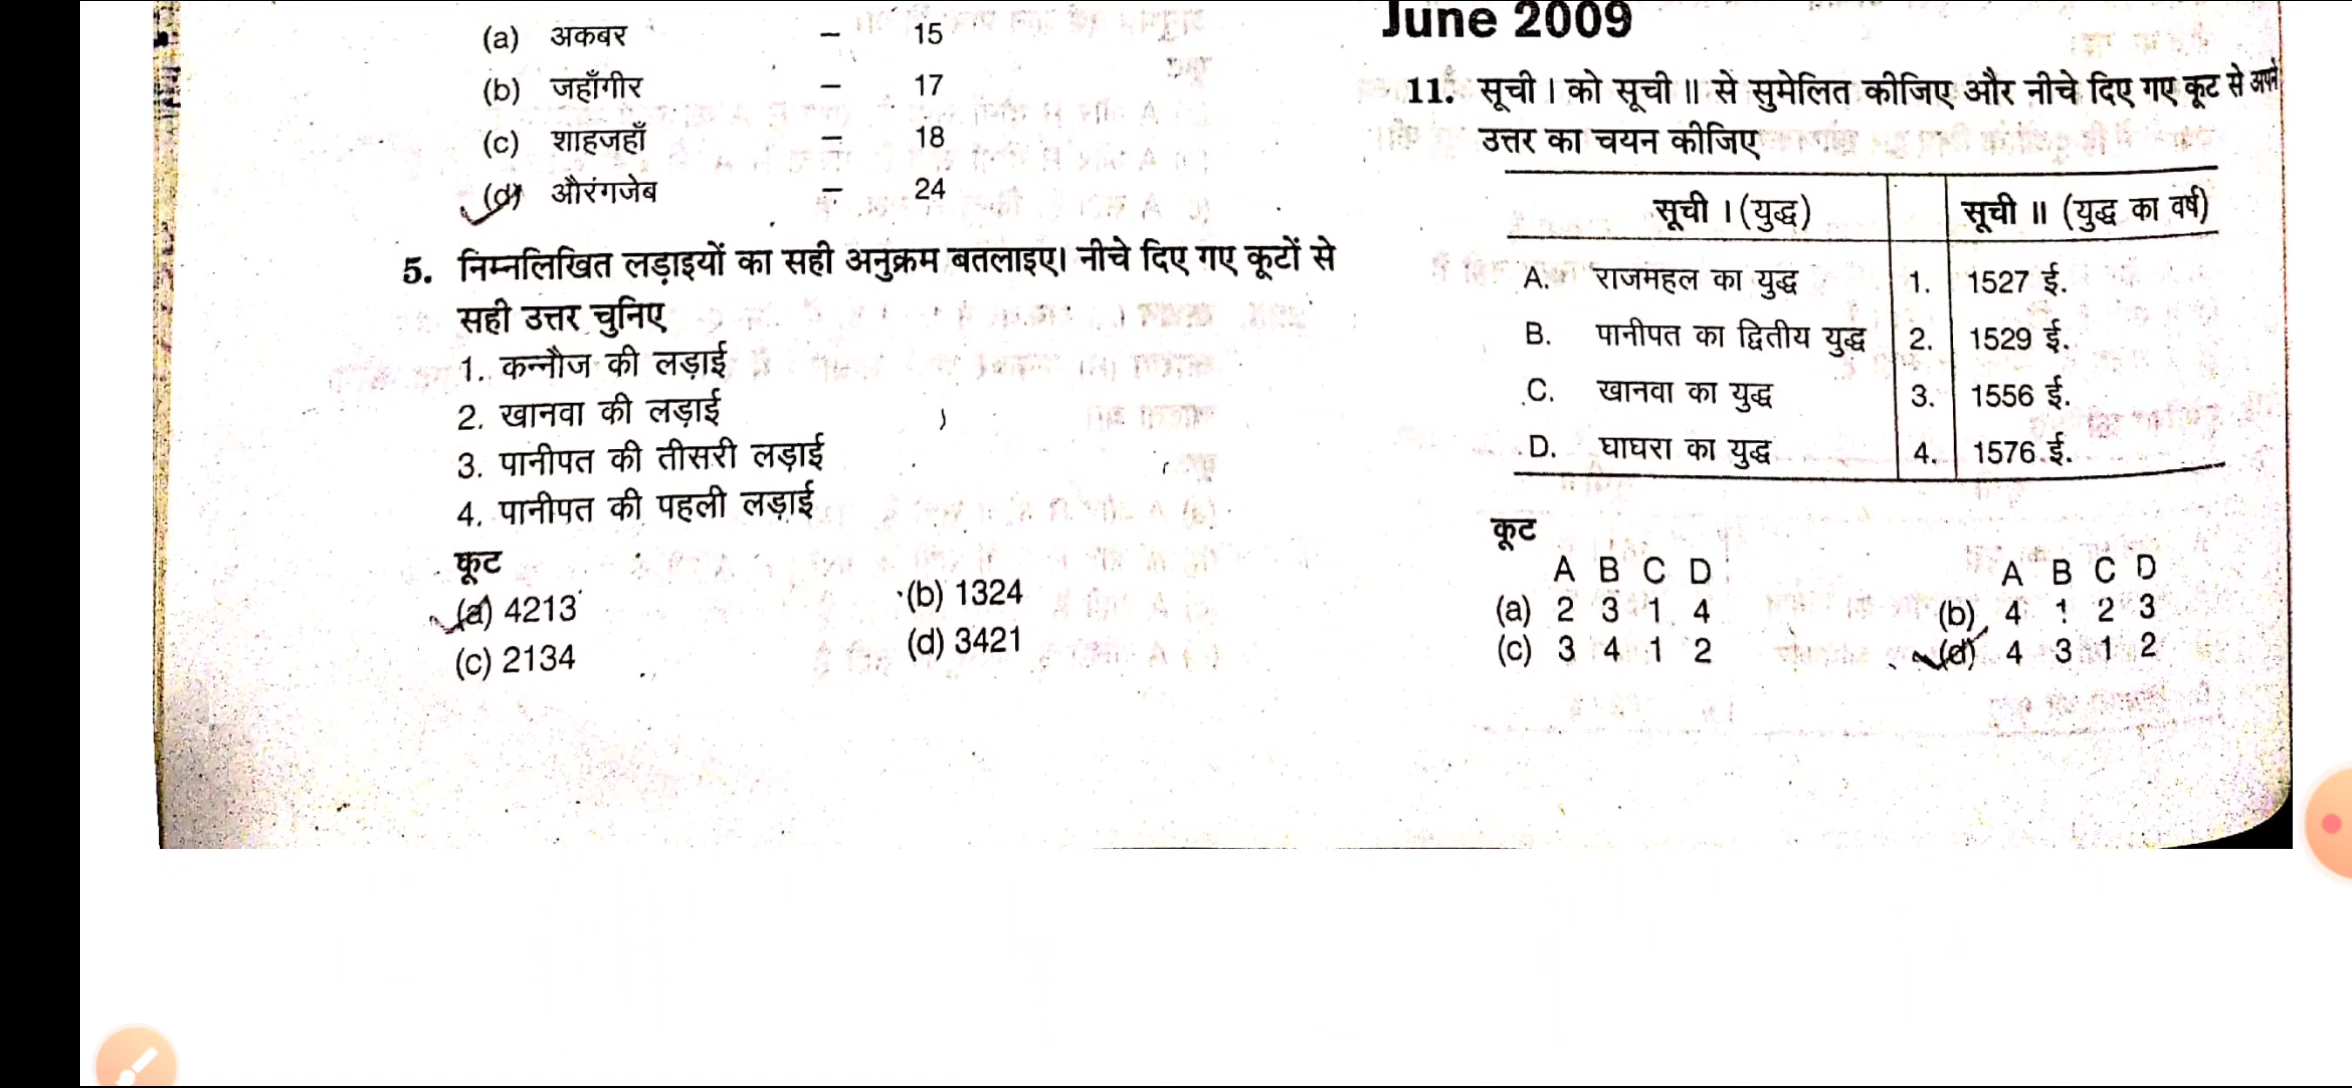 (a) अकबर – 15
(b) जहाँगीर – 17
(c) शाहजहाँ – 18
(d) औरंगजेब – 24
5. निम्नलिखित लड़ाइयों का सही अनुक्रम बतलाइए। नीचे दिए गए कूटों से
सही उत्तर चुनिए
1. कन्नौज की लड़ाई
2. खानवा की लड़ाई
3. पानीपत की तीसरी लड़ाई
4. पानीपत की पहली लड़ाई
कूट
(a) 4213 (b) 1324
(c) 2134 (d) 3421
June 2009
11. सूची I को सूची II से सुमेलित कीजिए और नीचे दिए गए कूट से अपने
उत्तर का चयन कीजिए
सूची I (युद्ध) सूची II (युद्ध का वर्ष)
A. राजमहल का युद्ध 1. 1527 ई.
B. पानीपत का द्वितीय युद्ध 2. 1529 ई.
C. खानवा का युद्ध 3. 1556 ई.
D. घाघरा का युद्ध 4. 1576 ई.
कूट
A B C D A B C D
(a) 2 3 1 4 (b) 4 1 2 3
(c) 3 4 1 2 (d) 4 3 1 2